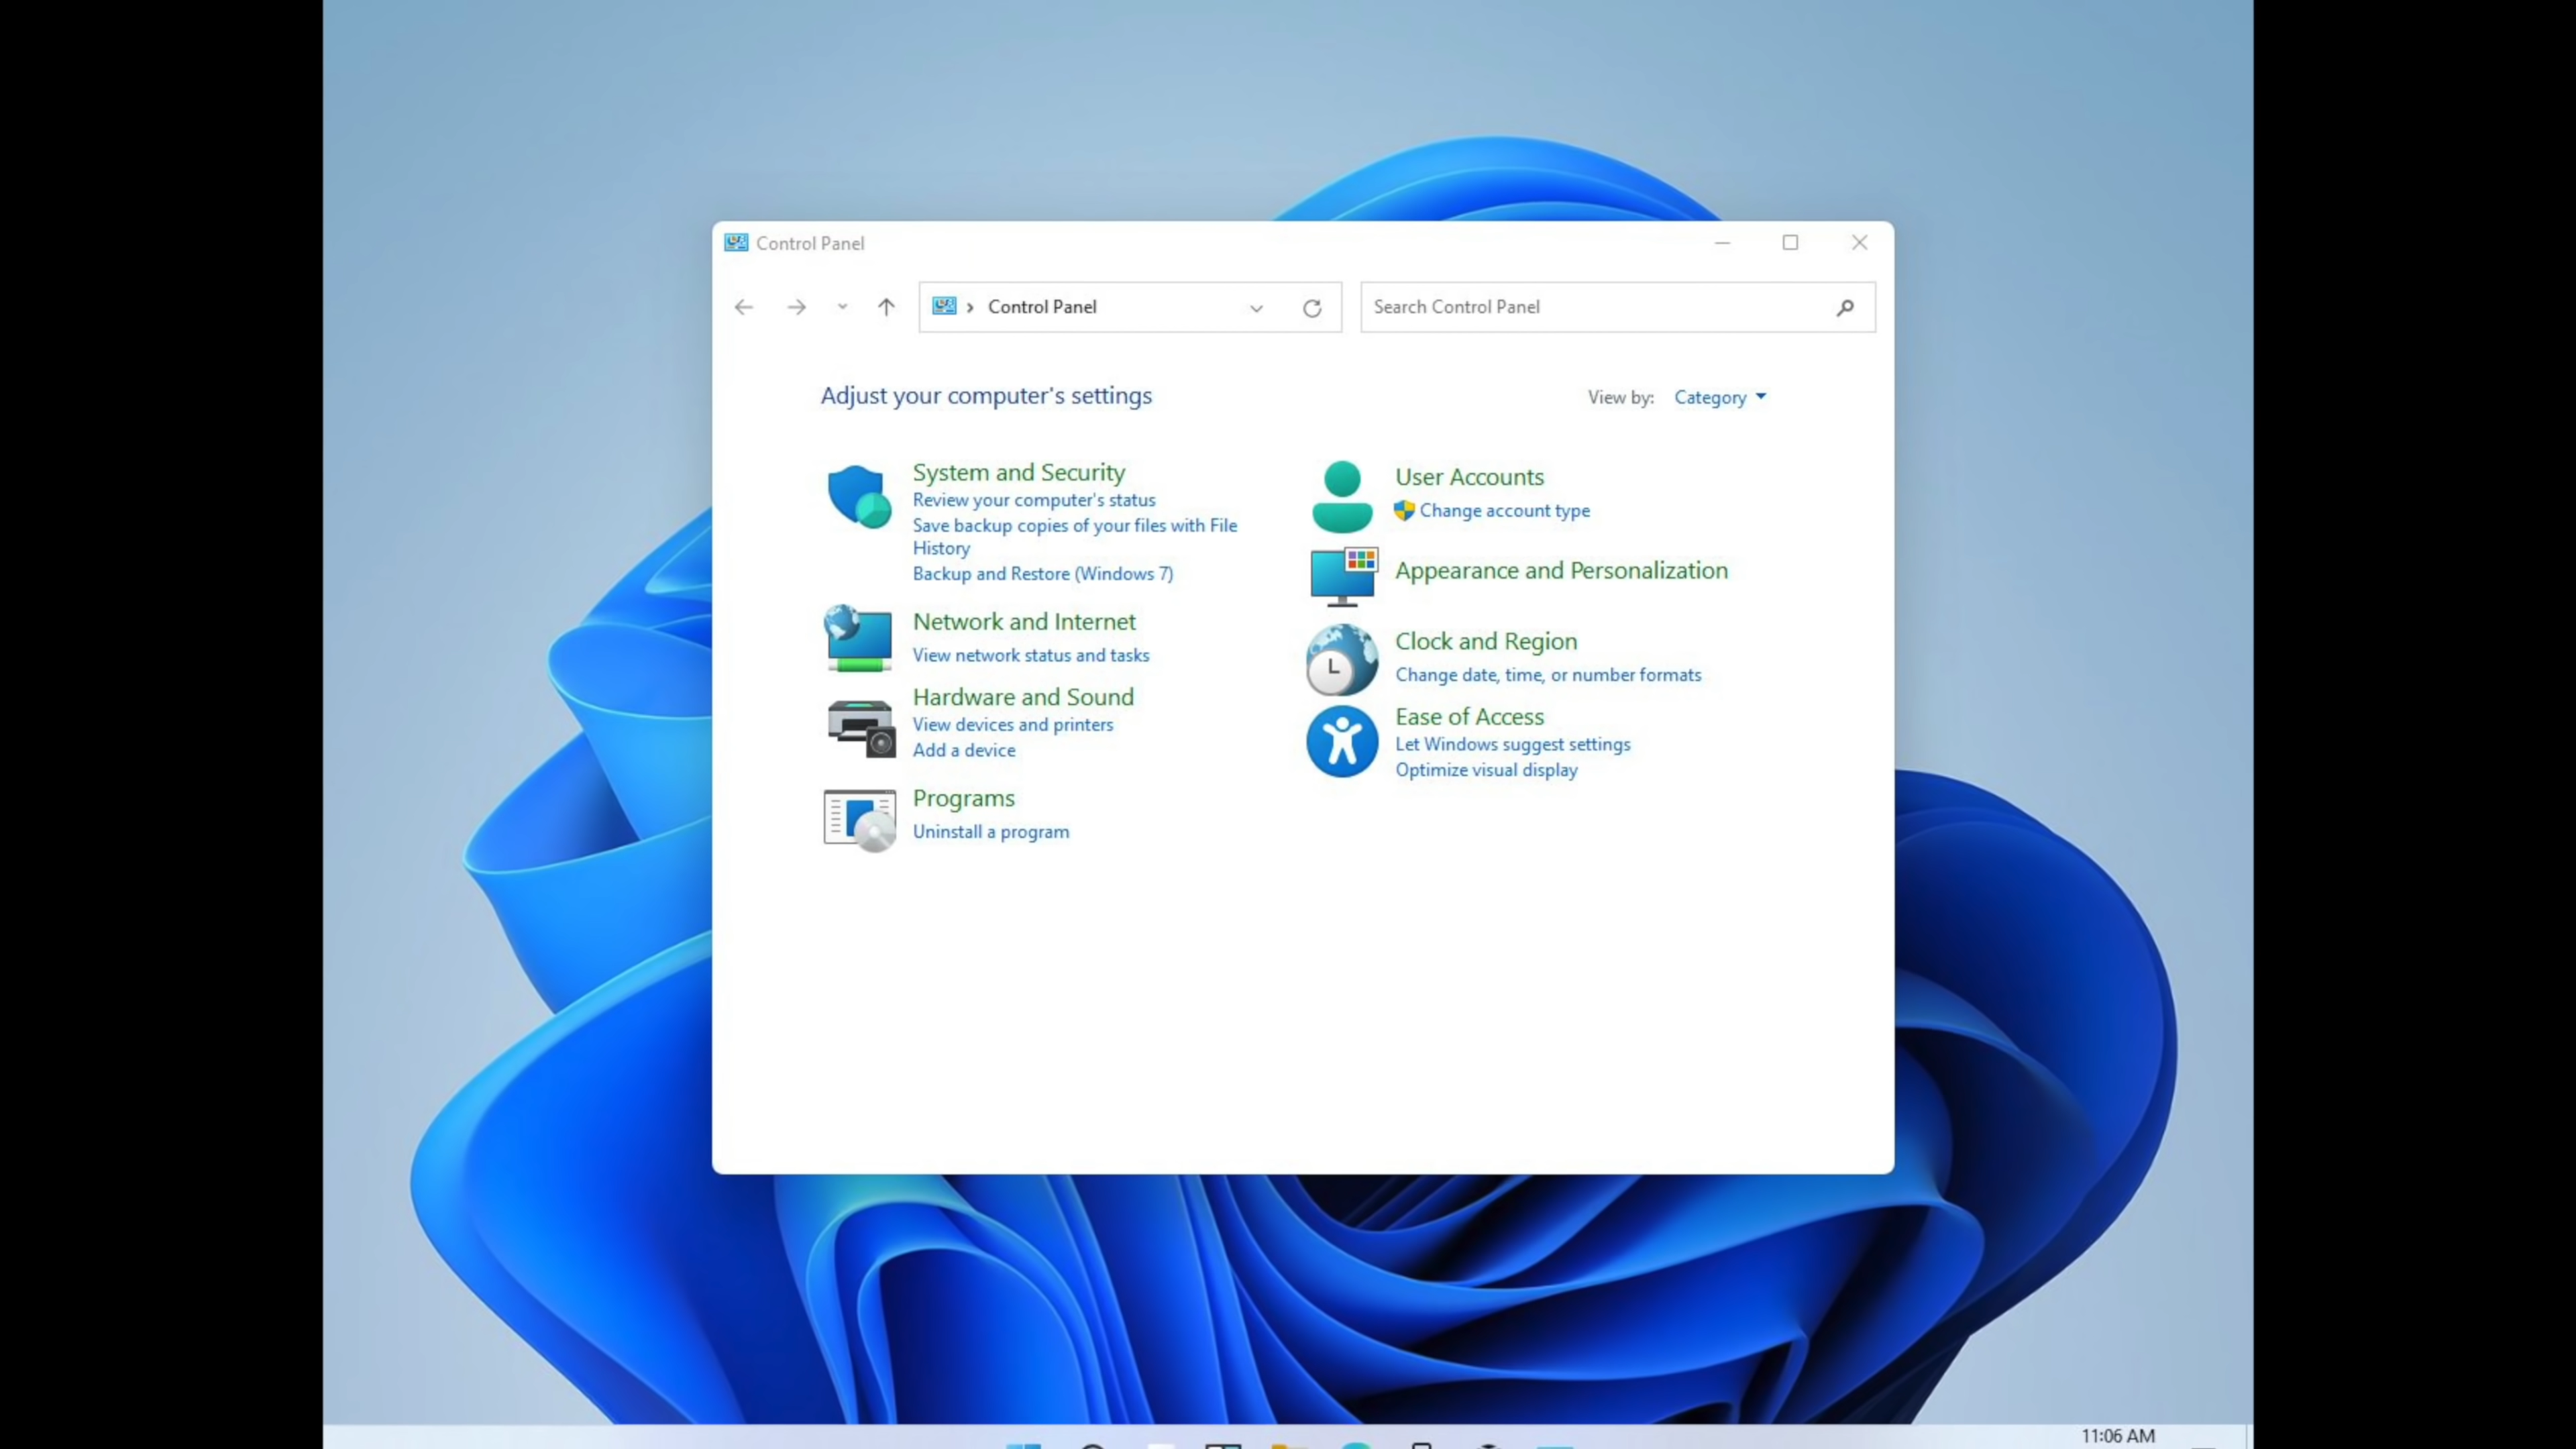 Control Panel
Control Panel
Search Control Panel
Adjust your computer's settings
View by: Category
System and Security
Review your computer's status
Save backup copies of your files with File
History
Backup and Restore (Windows 7)
Network and Internet
View network status and tasks
Hardware and Sound
View devices and printers
Add a device
Programs
Uninstall a program
User Accounts
Change account type
Appearance and Personalization
Clock and Region
Change date, time, or number formats
Ease of Access
Let Windows suggest settings
Optimize visual display
11:06 AM